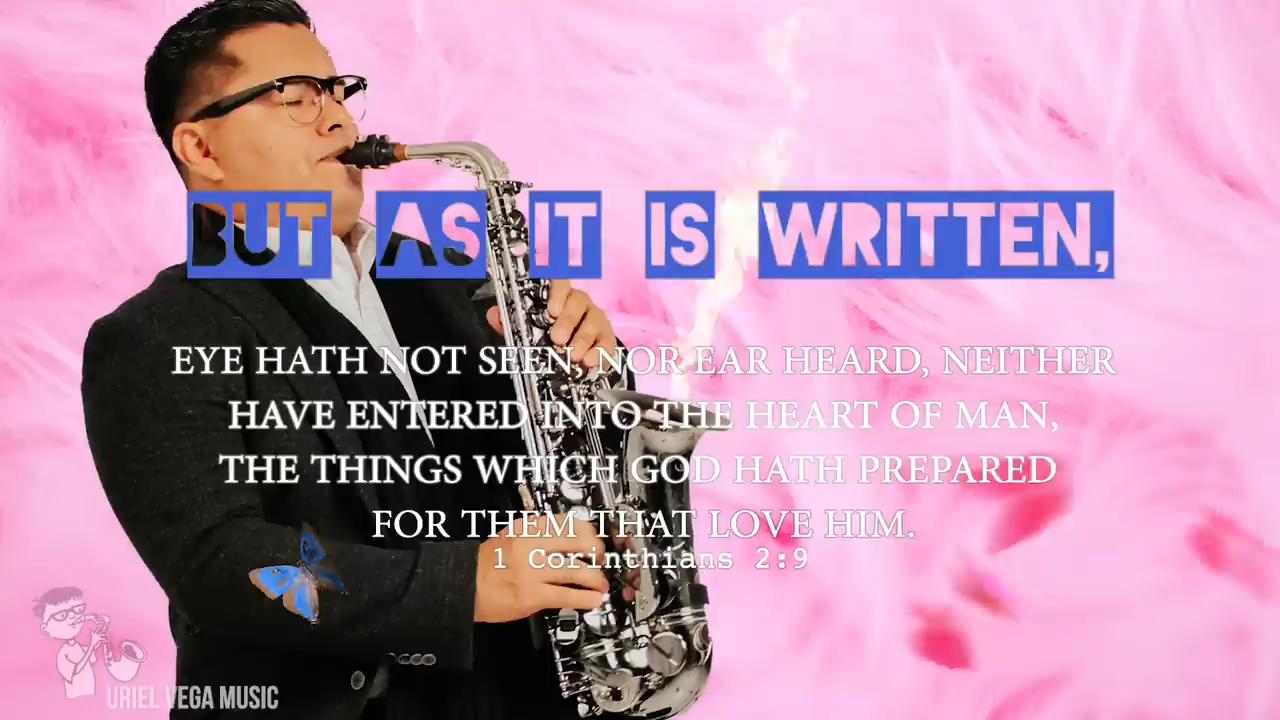 BUT AS IT IS WRITTEN,
EYE HATH NOT SEEN, NOR EAR HEARD, NEITHER
HAVE ENTERED INTO THE HEART OF MAN,
THE THINGS WHICH GOD HATH PREPARED
FOR THEM THAT LOVE HIM.
1 Corinthians 2:9
URIEL VEGA MUSIC